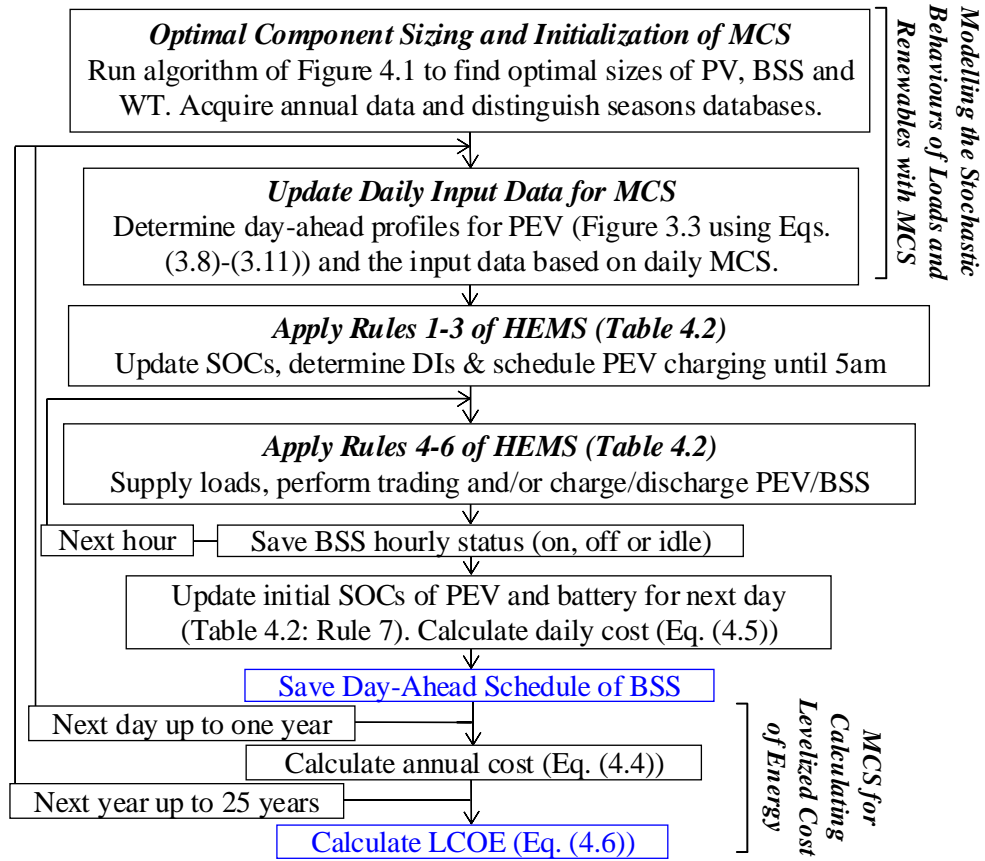 Optimal Component Sizing and Initialization of MCS
Run algorithm of Figure 4.1 to find optimal sizes of PV, BSS and
WT. Acquire annual data and distinguish seasons databases.
Update Daily Input Data for MCS
Determine day-ahead profiles for PEV (Figure 3.3 using Eqs.
(3.8)-(3.11)) and the input data based on daily MCS.
Modelling the Stochastic
Behaviours of Loads and
Renewables with MCS
Apply Rules 1-3 of HEMS (Table 4.2)
Update SOCs, determine DIs & schedule PEV charging until 5am
Apply Rules 4-6 of HEMS (Table 4.2)
Supply loads, perform trading and/or charge/discharge PEV/BSS
Next hour
Save BSS hourly status (on, off or idle)
Update initial SOCs of PEV and battery for next day
(Table 4.2: Rule 7). Calculate daily cost (Eq. (4.5))
Save Day-Ahead Schedule of BSS
Next day up to one year
Calculate annual cost (Eq. (4.4))
Next year up to 25 years
Calculate LCOE (Eq. (4.6))
MCS for
Calculating
Levelized Cost
of Energy